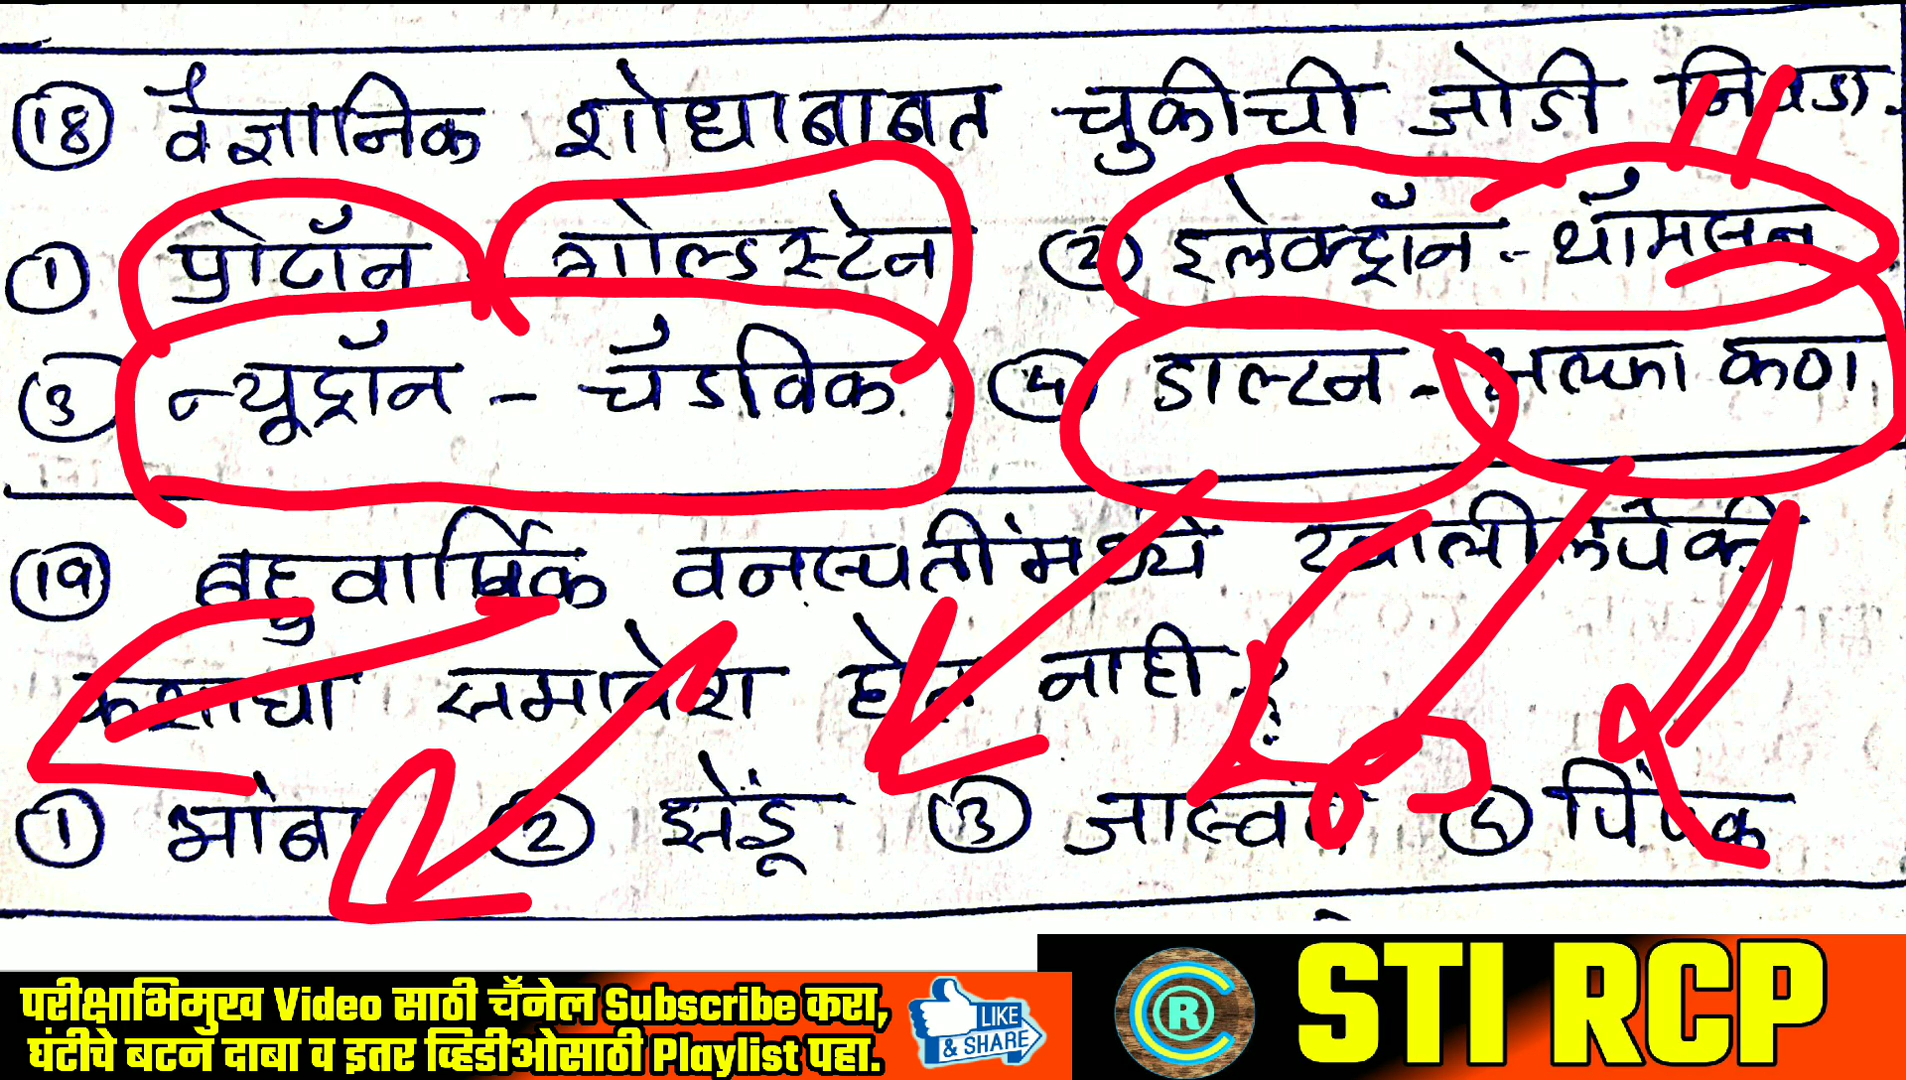 (18) वैज्ञानिक शोधाबाबत चुकीची जोडी निवडा.
(1) प्रोटॉन - गोल्डस्टेन (2) इलेक्ट्रॉन - थॉमसन
(3) न्यूट्रॉन - चॅडविक (4) डाल्टन - अल्फा कण
(19) बहुवार्षिक वनस्पतींमध्ये खालीलपैकी
कशाचा समावेश होत नाही ?
(1) आंबा (2) झेंडू (3) जास्वंद (4) पिंपळ
परीक्षाभिमुख Video साठी चॅनेल Subscribe करा,
घंटीचे बटन दाबा व इतर व्हिडीओसाठी Playlist पहा.
LIKE
& SHARE
C R
STI RCP